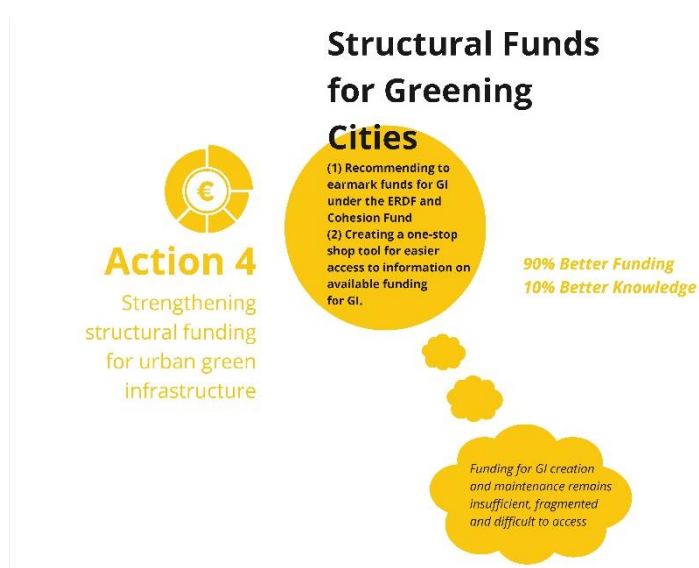 Structural Funds
for Greening
Cities
(1) Recommending to
earmark funds for GI
under the ERDF and
Cohesion Fund
(2) Creating a one-stop
shop tool for easier
access to information on
available funding
for GI.
€
Action 4
Strengthening
structural funding
for urban green
infrastructure
90% Better Funding
10% Better Knowledge
Funding for GI creation
and maintenance remains
insufficient, fragmented
and difficult to access